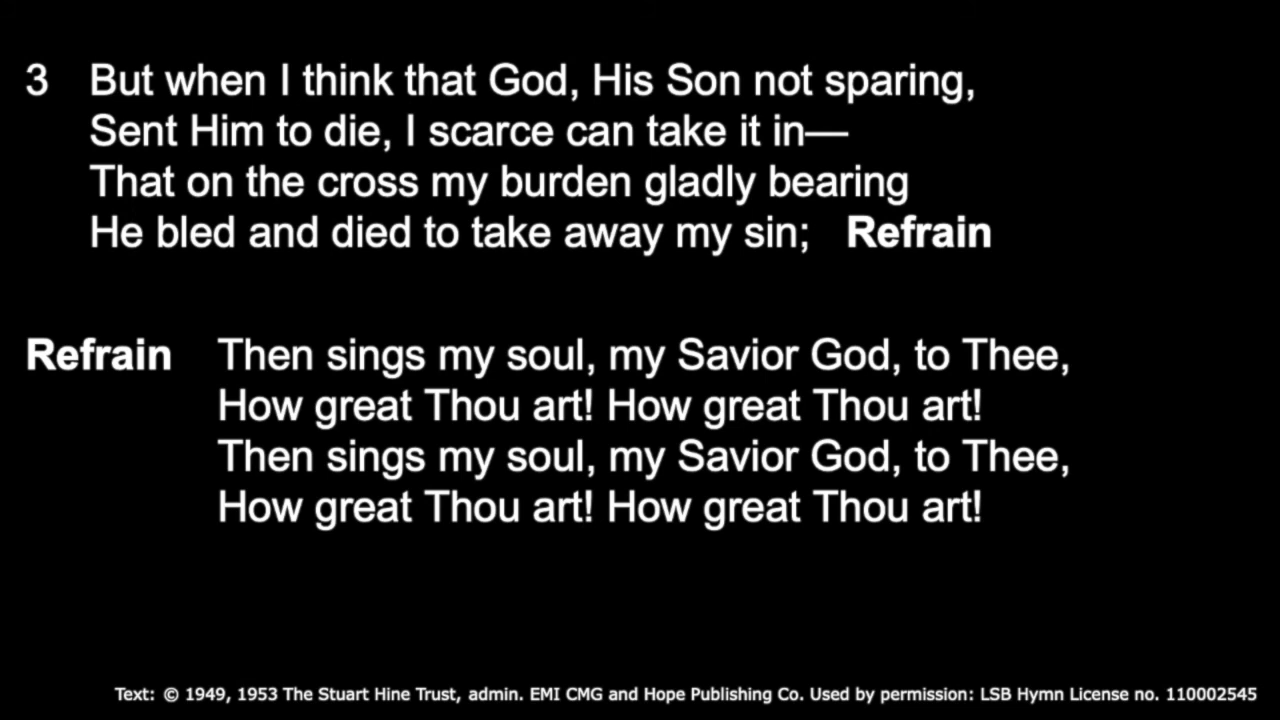 3 But when I think that God, His Son not sparing,
Sent Him to die, I scarce can take it in—
That on the cross my burden gladly bearing
He bled and died to take away my sin; Refrain
Refrain Then sings my soul, my Savior God, to Thee,
How great Thou art! How great Thou art!
Then sings my soul, my Savior God, to Thee,
How great Thou art! How great Thou art!
Text: © 1949, 1953 The Stuart Hine Trust, admin. EMI CMG and Hope Publishing Co. Used by permission: LSB Hymn License no. 110002545